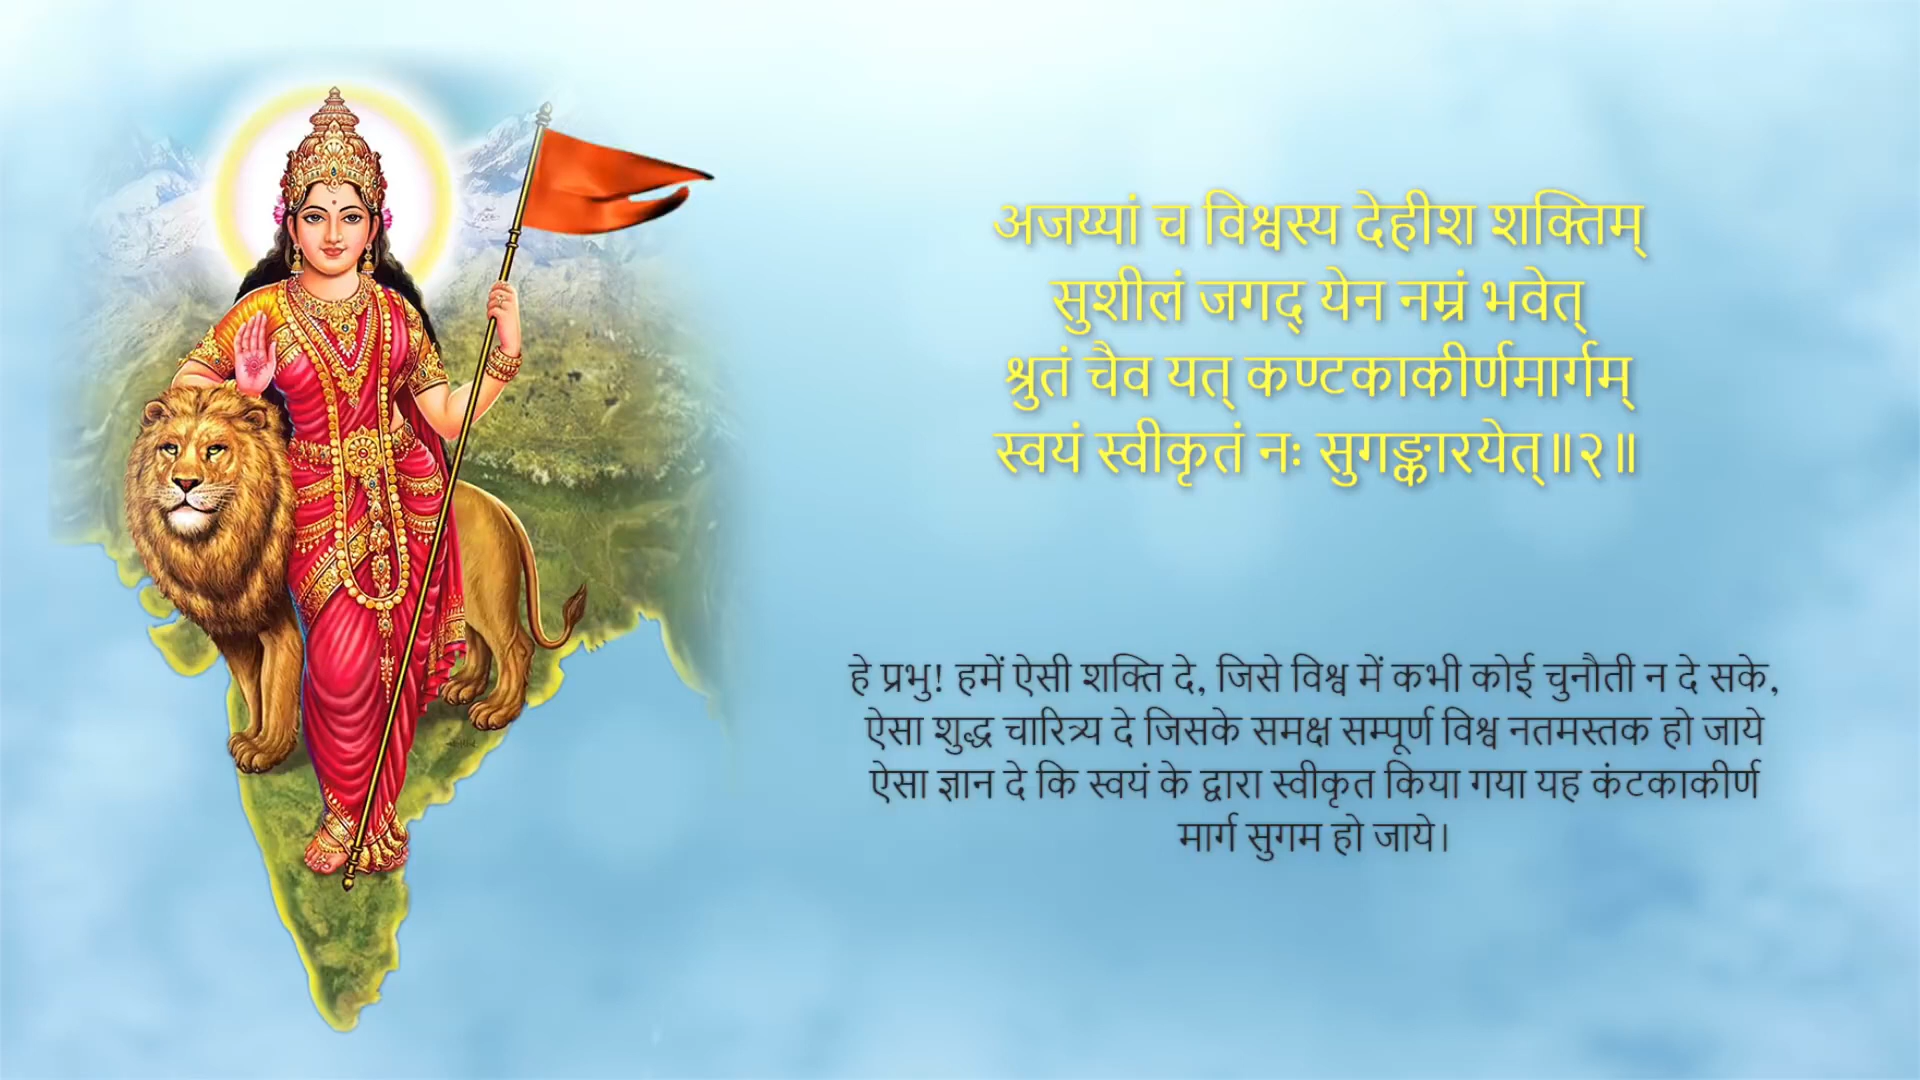 अजय्यां च विश्वस्य देहीश शक्तिम्
सुशीलं जगद् येन नम्रं भवेत्
श्रुतं चैव यत् कण्टकाकीर्णमार्गम्
स्वयं स्वीकृतं नः सुगङ्कारयेत्॥२॥
हे प्रभु! हमें ऐसी शक्ति दे, जिसे विश्व में कभी कोई चुनौती न दे सके,
ऐसा शुद्ध चारित्र्य दे जिसके समक्ष सम्पूर्ण विश्व नतमस्तक हो जाये
ऐसा ज्ञान दे कि स्वयं के द्वारा स्वीकृत किया गया यह कंटकाकीर्ण
मार्ग सुगम हो जाये।